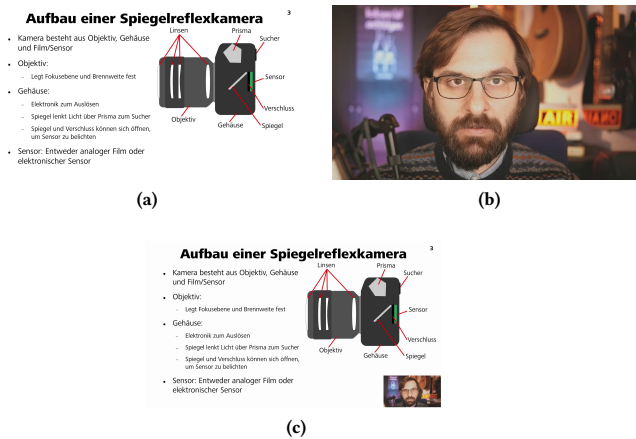 Aufbau einer Spiegelreflexkamera
3
Kamera besteht aus Objektiv, Gehäuse
und Film/Sensor
Objektiv:
– Legt Fokusebene und Brennweite fest
Gehäuse:
– Elektronik zum Auslösen
– Spiegel lenkt Licht über Prisma zum Sucher
– Spiegel und Verschluss können sich öffnen,
um Sensor zu belichten
Sensor: Entweder analoger Film oder
elektronischer Sensor
Linsen
Prisma
Sucher
Sensor
Verschluss
Spiegel
Gehäuse
Objektiv
(a)
AIR
(b)
Aufbau einer Spiegelreflexkamera
3
Kamera besteht aus Objektiv, Gehäuse
und Film/Sensor
Objektiv:
– Legt Fokusebene und Brennweite fest
Gehäuse:
– Elektronik zum Auslösen
– Spiegel lenkt Licht über Prisma zum Sucher
– Spiegel und Verschluss können sich öffnen,
um Sensor zu belichten
Sensor: Entweder analoger Film oder
elektronischer Sensor
Linsen
Prisma
Sucher
Sensor
Verschluss
Spiegel
Gehäuse
Objektiv
(c)